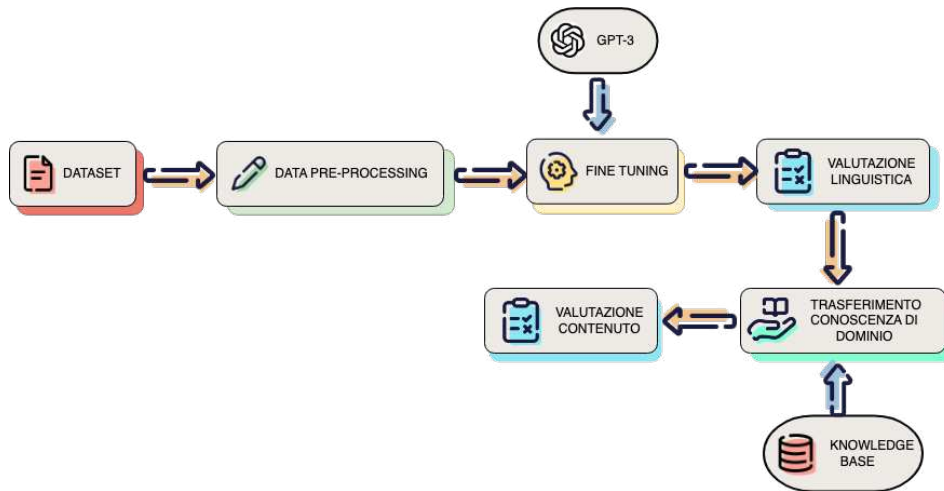 GPT-3
DATASET
DATA PRE-PROCESSING
FINE TUNING
VALUTAZIONE
LINGUISTICA
VALUTAZIONE
CONTENUTO
TRASFERIMENTO
CONOSCENZA DI
DOMINIO
KNOWLEDGE
BASE